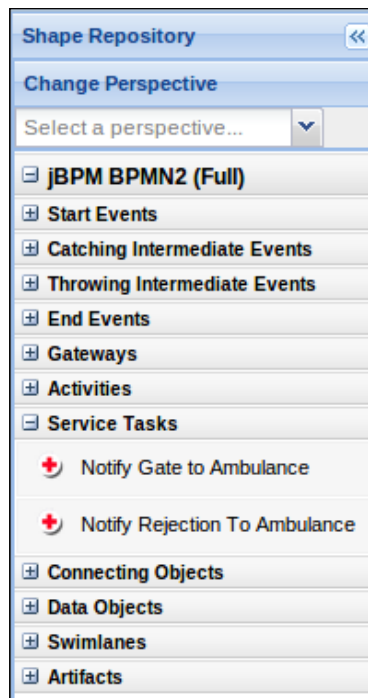 Shape Repository
Change Perspective
Select a perspective...
jBPM BPMN2 (Full)
Start Events
Catching Intermediate Events
Throwing Intermediate Events
End Events
Gateways
Activities
Service Tasks
Notify Gate to Ambulance
Notify Rejection To Ambulance
Connecting Objects
Data Objects
Swimlanes
Artifacts